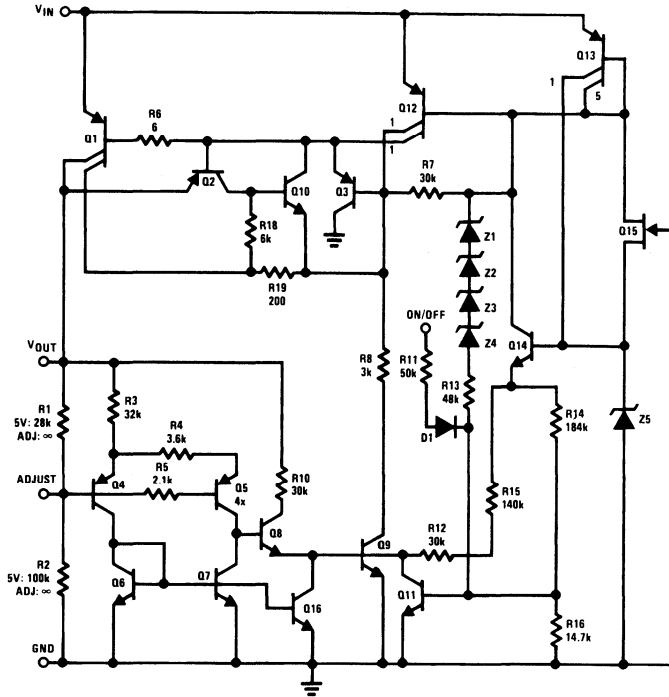 VIN
Q13
1
5
Q12
1
1
R6
6
Q1
Q2
Q10
Q3
R7
30k
R18
6k
Z1
Q15
Z2
R19
200
Z3
ON/OFF
Z4
Q14
VOUT
R8
3k
R11
50k
R13
48k
R1
5V: 28k
ADJ: ∞
R3
32k
R4
3.6k
D1
R14
184k
Z5
ADJUST
Q4
R5
2.1k
Q5
4x
R10
30k
Q8
R15
140k
R12
30k
Q9
R2
5V: 100k
ADJ: ∞
Q6
Q7
Q16
Q11
R16
14.7k
GND